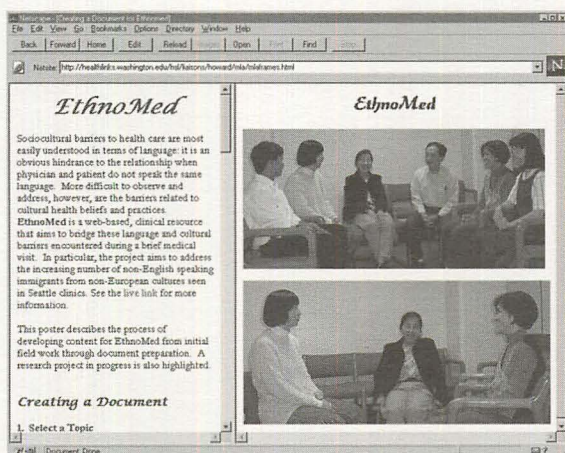 Netscape - [Creating a Document for Ethnomed]
File Edit View Go Bookmarks Options Directory Window Help
Back Forward Home Edit Reload Images Open Print Find Stop
Netsite: http://healthlinks.washington.edu/hsl/liaisons/howard/mla/mlaframes.html
EthnoMed
Sociocultural barriers to health care are most
easily understood in terms of language: it is an
obvious hindrance to the relationship when
physician and patient do not speak the same
language. More difficult to observe and
address, however, are the barriers related to
cultural health beliefs and practices.
EthnoMed is a web-based, clinical resource
that aims to bridge these language and cultural
barriers encountered during a brief medical
visit. In particular, the project aims to address
the increasing number of non-English speaking
immigrants from non-European cultures seen
in Seattle clinics. See the live link for more
information.
This poster describes the process of
developing content for EthnoMed from initial
field work through document preparation. A
research project in progress is also highlighted.
Creating a Document
1. Select a Topic
EthnoMed
Document: Done